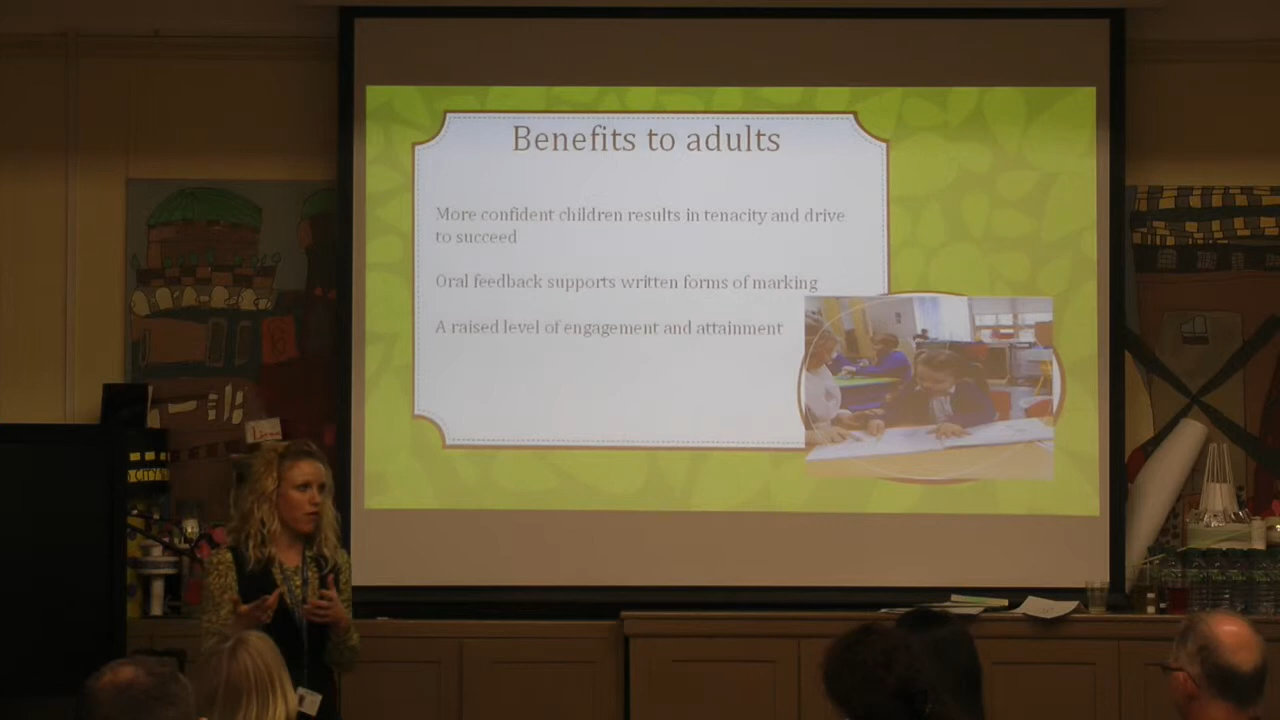 Benefits to adults
More confident children results in tenacity and drive
to succeed
Oral feedback supports written forms of marking
A raised level of engagement and attainment
CITY